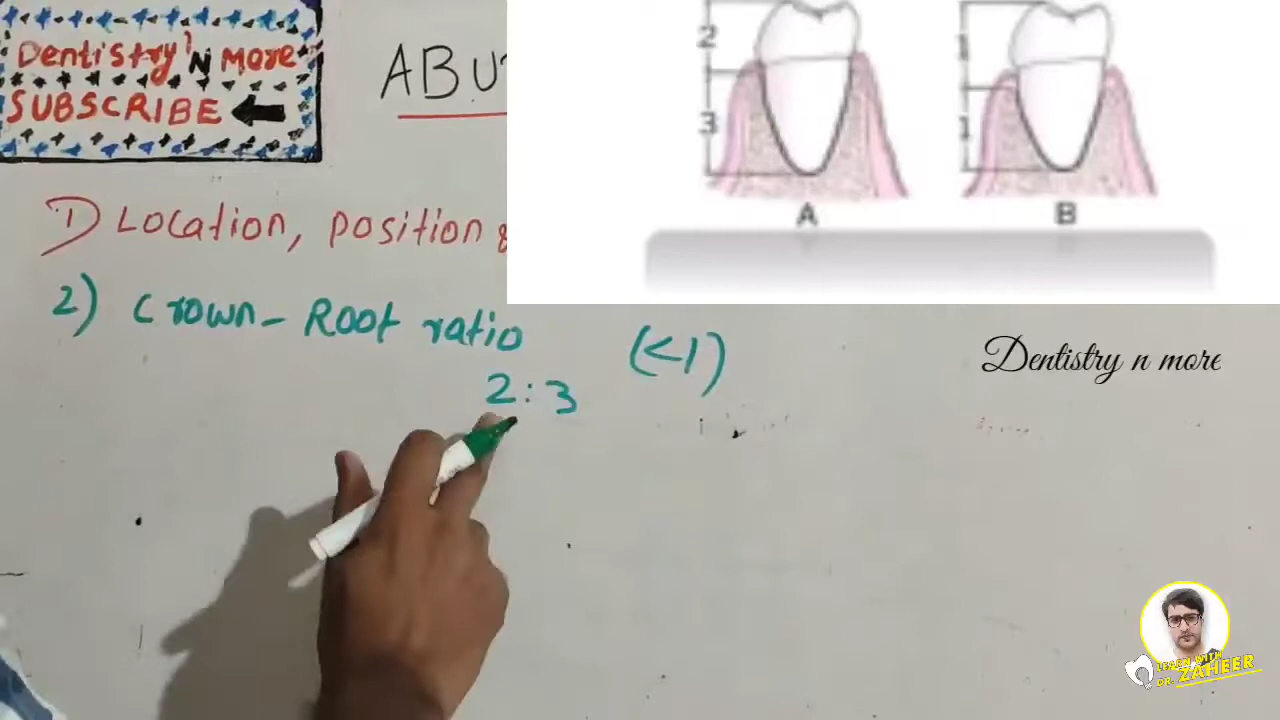 Dentistry 'N more
SUBSCRIBE
ABU
1) Location, position &
2) Crown - Root ratio (<1)
2 : 3
2
3
A
1
1
B
Dentistry n more
LEARN WITH
DR. ZAHEER